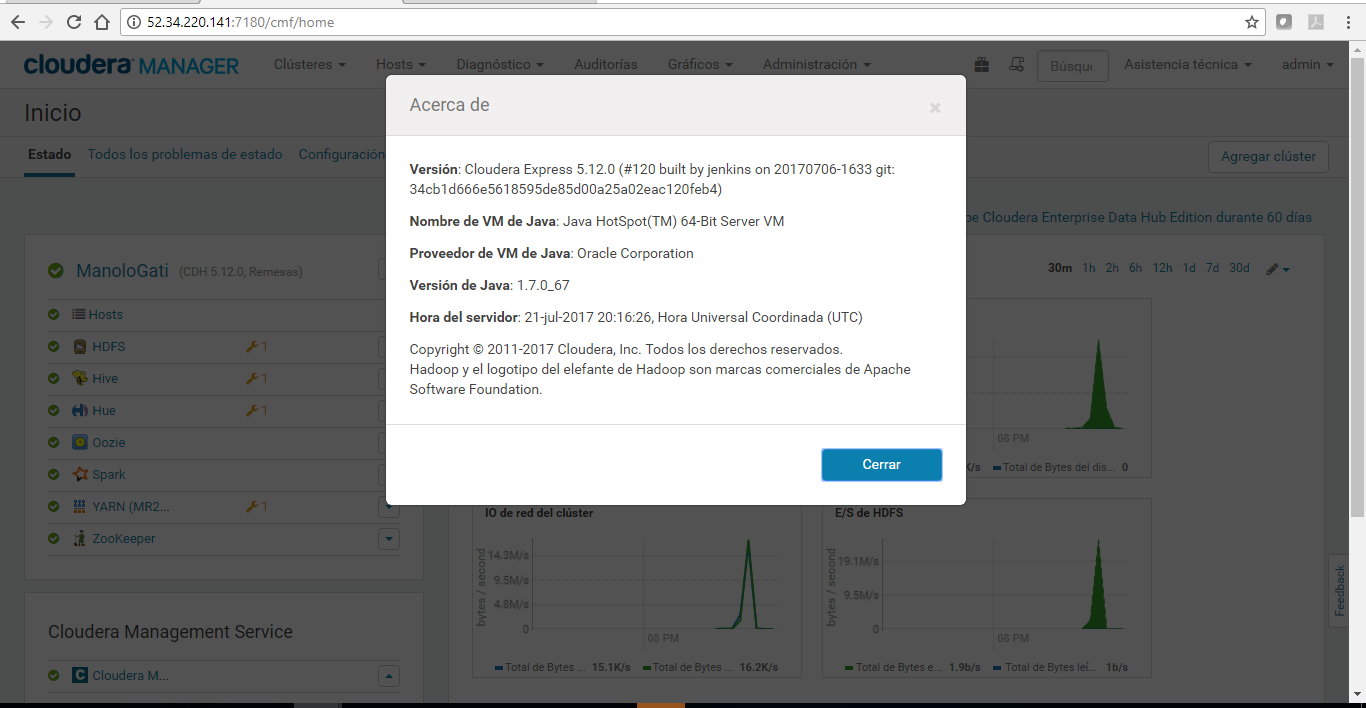 52.34.220.141:7180/cmf/home
cloudera MANAGER
Clústeres
Hosts
Diagnóstico
Auditorías
Gráficos
Administración
Búsqu
Asistencia técnica
admin
Inicio
Estado
Todos los problemas de estado
Configuración
Agregar clúster
Acerca de
Versión: Cloudera Express 5.12.0 (#120 built by jenkins on 20170706-1633 git:
34cb1d666e5618595de85d00a25a02eac120feb4)
Nombre de VM de Java: Java HotSpot(TM) 64-Bit Server VM
Proveedor de VM de Java: Oracle Corporation
Versión de Java: 1.7.0_67
Hora del servidor: 21-jul-2017 20:16:26, Hora Universal Coordinada (UTC)
Copyright © 2011-2017 Cloudera, Inc. Todos los derechos reservados.
Hadoop y el logotipo del elefante de Hadoop son marcas comerciales de Apache
Software Foundation.
Cerrar
Cloudera Enterprise Data Hub Edition durante 60 días
ManoloGati (CDH 5.12.0, Remesas)
Hosts
HDFS 1
Hive 1
Hue 1
Oozie
Spark
YARN (MR2... 1
ZooKeeper
Cloudera Management Service
Cloudera M...
30m 1h 2h 6h 12h 1d 7d 30d
08 PM
K/s Total de Bytes del dis... 0
IO de red del clúster
bytes / second
14.3M/s
9.5M/s
4.8M/s
0
08 PM
Total de Bytes ... 15.1K/s Total de Bytes ... 16.2K/s
E/S de HDFS
bytes / second
19.1M/s
9.5M/s
0
08 PM
Total de Bytes e... 1.9b/s Total de Bytes leí... 1b/s
Feedback